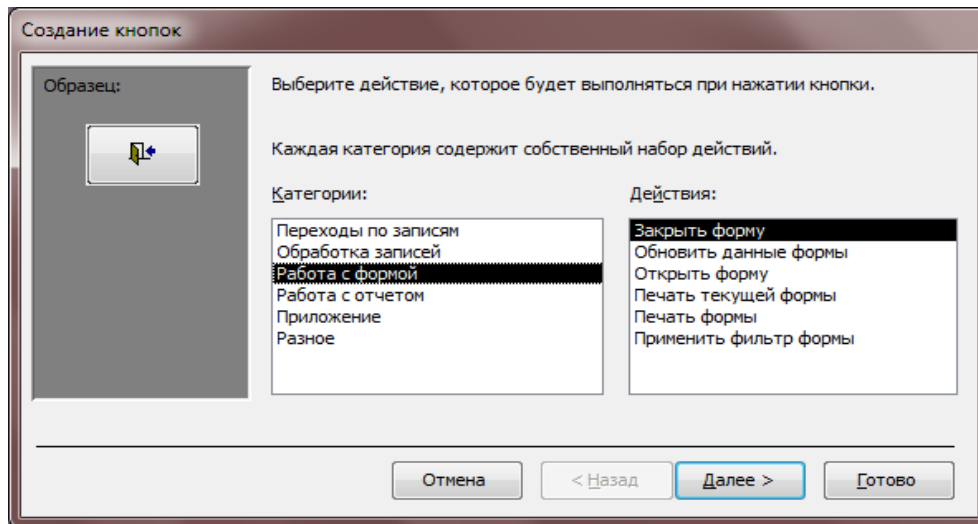 Создание кнопок
Образец:
Выберите действие, которое будет выполняться при нажатии кнопки.
Каждая категория содержит собственный набор действий.
Категории:
Переходы по записям
Обработка записей
Работа с формой
Работа с отчетом
Приложение
Разное
Действия:
Закрыть форму
Обновить данные формы
Открыть форму
Печать текущей формы
Печать формы
Применить фильтр формы
Отмена
< Назад
Далее >
Готово